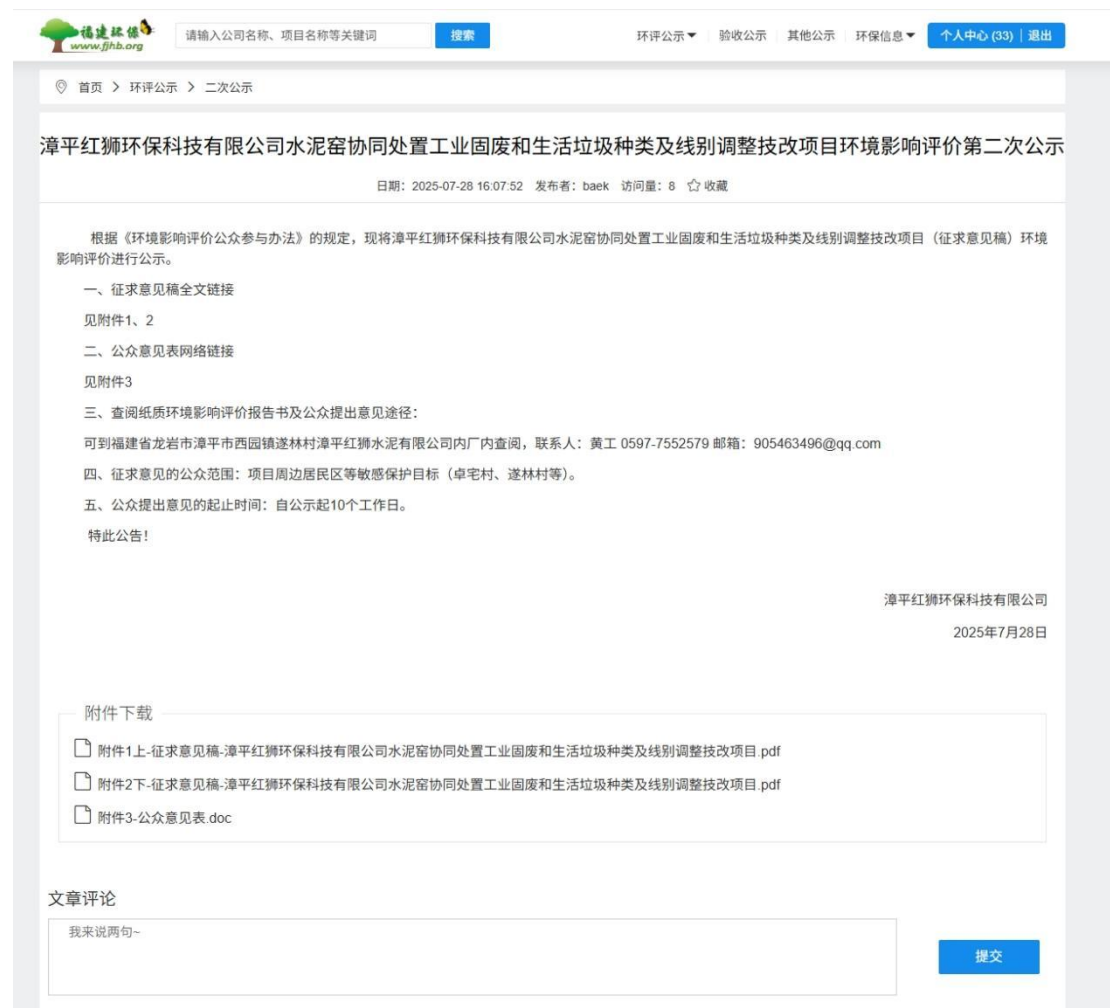 福建环保
www.fjhb.org
请输入公司名称、项目名称等关键词
搜索
环评公示 验收公示 其他公示 环保信息 个人中心 (33) | 退出
首页 > 环评公示 > 二次公示
漳平红狮环保科技有限公司水泥窑协同处置工业固废和生活垃圾种类及线别调整技改项目环境影响评价第二次公示
日期：2025-07-28 16:07:52 发布者：baek 访问量：8 收藏
根据《环境影响评价公众参与办法》的规定，现将漳平红狮环保科技有限公司水泥窑协同处置工业固废和生活垃圾种类及线别调整技改项目（征求意见稿）环境
影响评价进行公示。
一、征求意见稿全文链接
见附件1、2
二、公众意见表网络链接
见附件3
三、查阅纸质环境影响评价报告书及公众提出意见途径：
可到福建省龙岩市漳平市西园镇遂林村漳平红狮水泥有限公司内厂内查阅，联系人：黄工 0597-7552579 邮箱：905463496@qq.com
四、征求意见的公众范围：项目周边居民区等敏感保护目标（卓宅村、遂林村等）。
五、公众提出意见的起止时间：自公示起10个工作日。
特此公告！
漳平红狮环保科技有限公司
2025年7月28日
附件下载
附件1上-征求意见稿-漳平红狮环保科技有限公司水泥窑协同处置工业固废和生活垃圾种类及线别调整技改项目.pdf
附件2下-征求意见稿-漳平红狮环保科技有限公司水泥窑协同处置工业固废和生活垃圾种类及线别调整技改项目.pdf
附件3-公众意见表.doc
文章评论
我来说两句~
提交